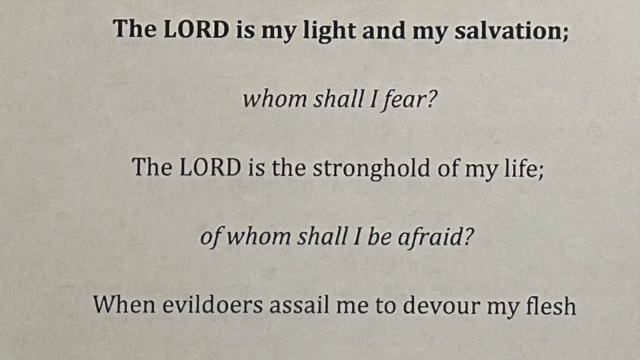 The LORD is my light and my salvation;
whom shall I fear?
The LORD is the stronghold of my life;
of whom shall I be afraid?
When evildoers assail me to devour my flesh